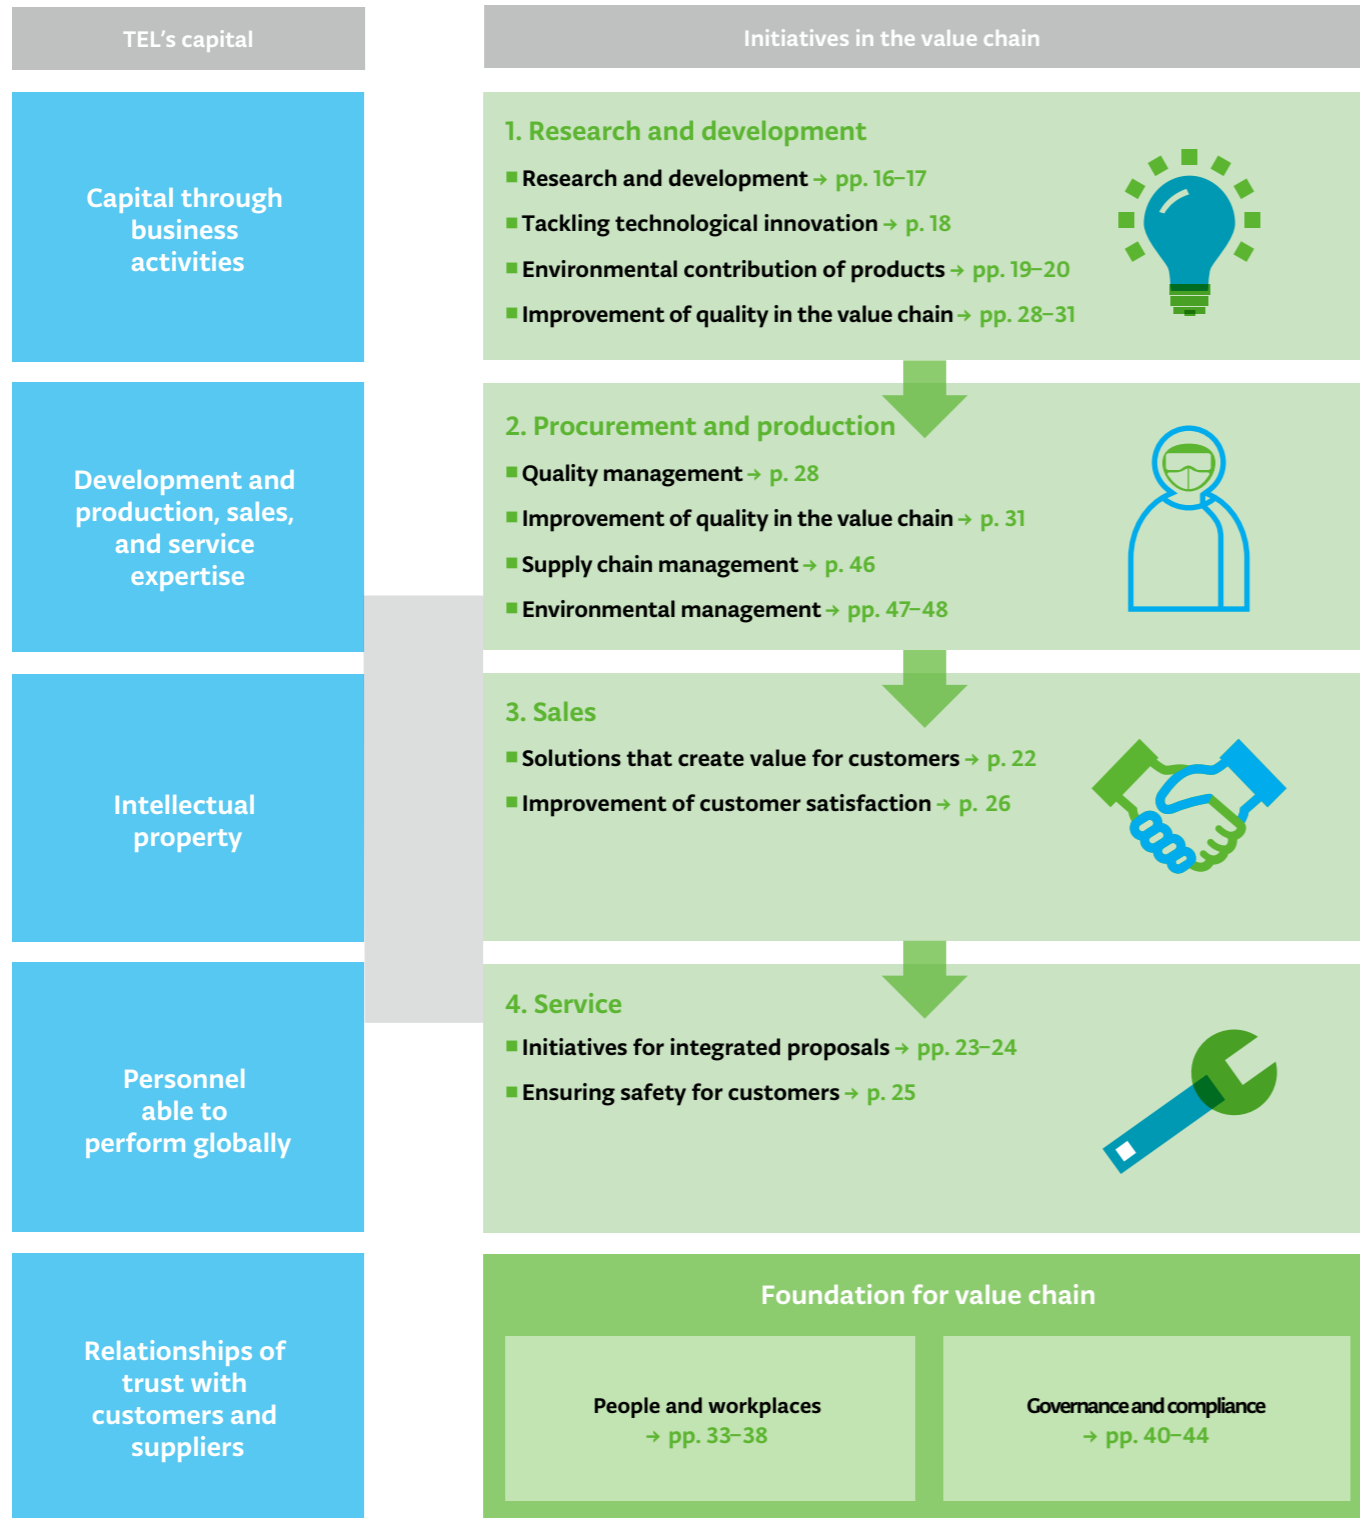 TEL's capital
Capital through
business
activities
Development and
production, sales,
and service
expertise
Intellectual
property
Personnel
able to
perform globally
Relationships of
trust with
customers and
suppliers
Initiatives in the value chain
1. Research and development
■ Research and development → pp. 16–17
■ Tackling technological innovation → p. 18
■ Environmental contribution of products → pp. 19–20
■ Improvement of quality in the value chain → pp. 28–31
2. Procurement and production
■ Quality management → p. 28
■ Improvement of quality in the value chain → p. 31
■ Supply chain management → p. 46
■ Environmental management → pp. 47–48
3. Sales
■ Solutions that create value for customers → p. 22
■ Improvement of customer satisfaction → p. 26
4. Service
■ Initiatives for integrated proposals → pp. 23–24
■ Ensuring safety for customers → p. 25
Foundation for value chain
People and workplaces
→ pp. 33–38
Governance and compliance
→ pp. 40–44